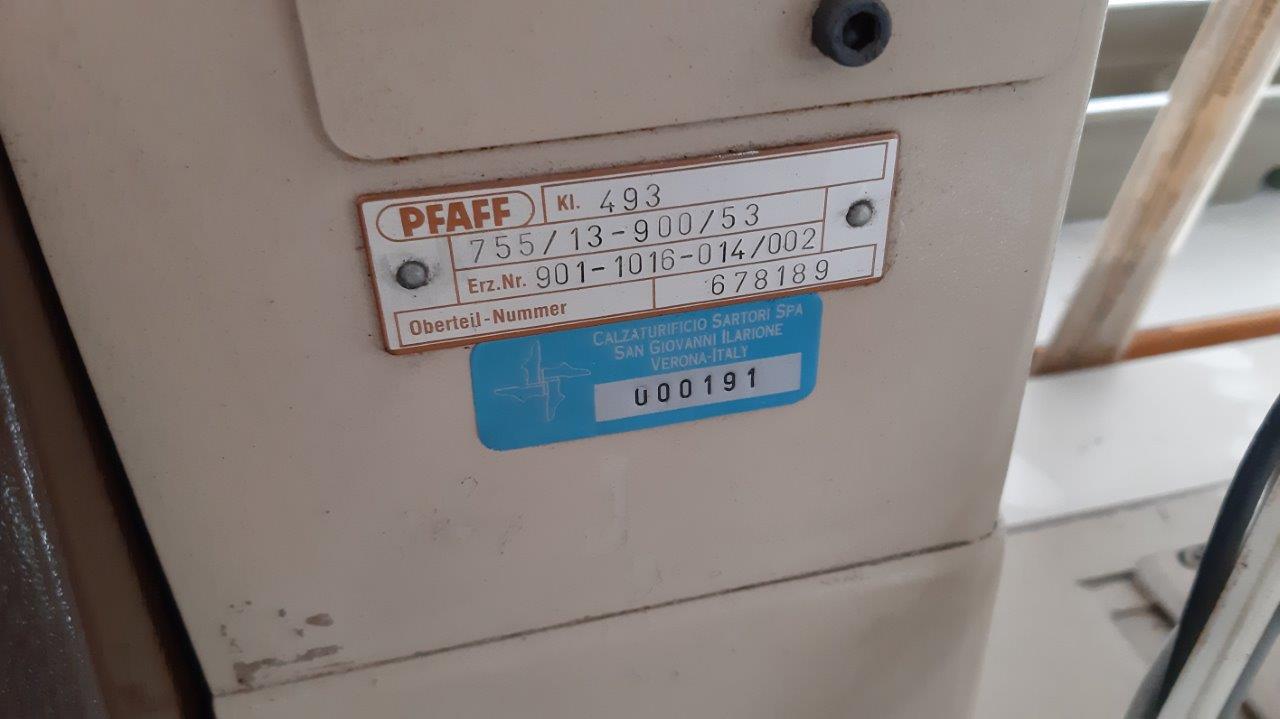 PFAFF Kl. 493
755/13-900/53
Erz.Nr. 901-1016-014/002
Oberteil-Nummer 678189
CALZATURIFICIO SARTORI SPA
SAN GIOVANNI ILARIONE
VERONA-ITALY
000191